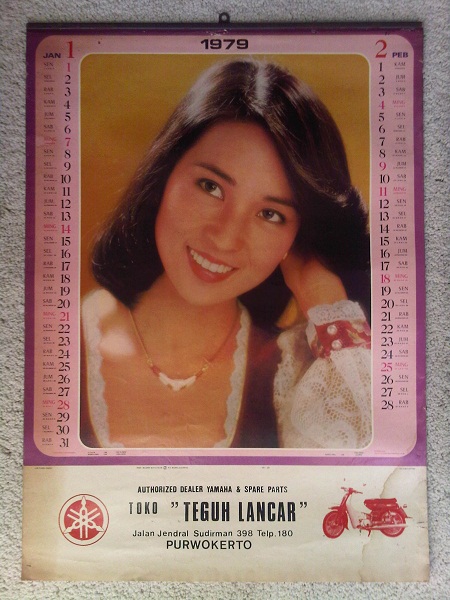 1979
JAN 1
SEN 1
SEL 2
RAB 3
KAM 4
JUM 5
SAB 6
MING 7
SEN 8
SEL 9
RAB 10
KAM 11
JUM 12
SAB 13
MING 14
SEN 15
SEL 16
RAB 17
KAM 18
JUM 19
SAB 20
MING 21
SEN 22
SEL 23
RAB 24
KAM 25
JUM 26
SAB 27
MING 28
SEN 29
SEL 30
RAB 31
2 PEB
1 KAM
2 JUM
3 SAB
4 MING
5 SEN
6 SEL
7 RAB
8 KAM
9 JUM
10 SAB
11 MING
12 SEN
13 SEL
14 RAB
15 KAM
16 JUM
17 SAB
18 MING
19 SEN
20 SEL
21 RAB
22 KAM
23 JUM
24 SAB
25 MING
26 SEN
27 SEL
28 RAB
AUTHORIZED DEALER YAMAHA & SPARE PARTS
TOKO "TEGUH LANCAR"
Jalan Jendral Sudirman 398 Telp. 180
PURWOKERTO